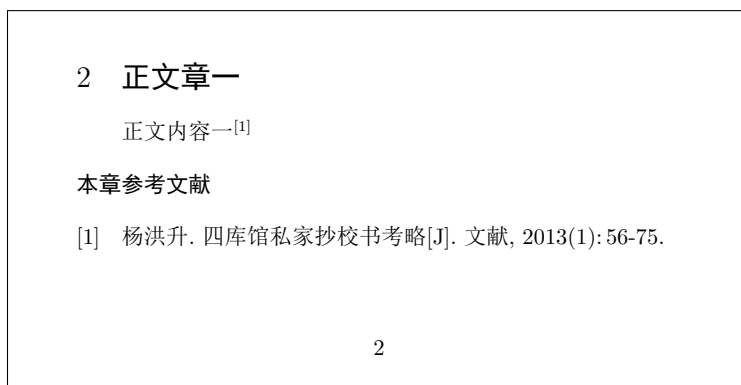 2 正文章一
正文内容一[1]
本章参考文献
[1] 杨洪升. 四库馆私家抄校书考略[J]. 文献, 2013(1): 56-75.
2